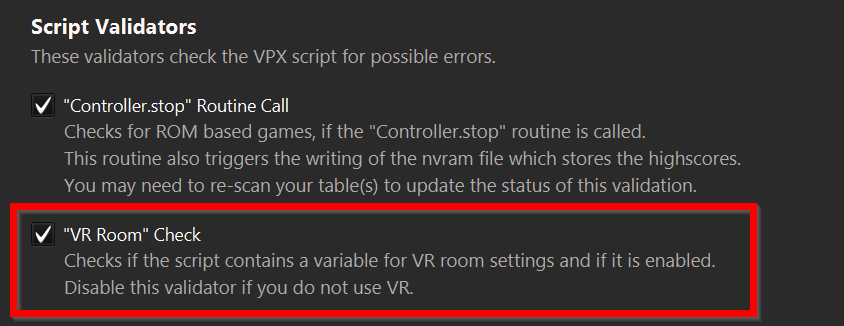 Script Validators
These validators check the VPX script for possible errors.
"Controller.stop" Routine Call
Checks for ROM based games, if the "Controller.stop" routine is called.
This routine also triggers the writing of the nvram file which stores the highscores.
You may need to re-scan your table(s) to update the status of this validation.
"VR Room" Check
Checks if the script contains a variable for VR room settings and if it is enabled.
Disable this validator if you do not use VR.